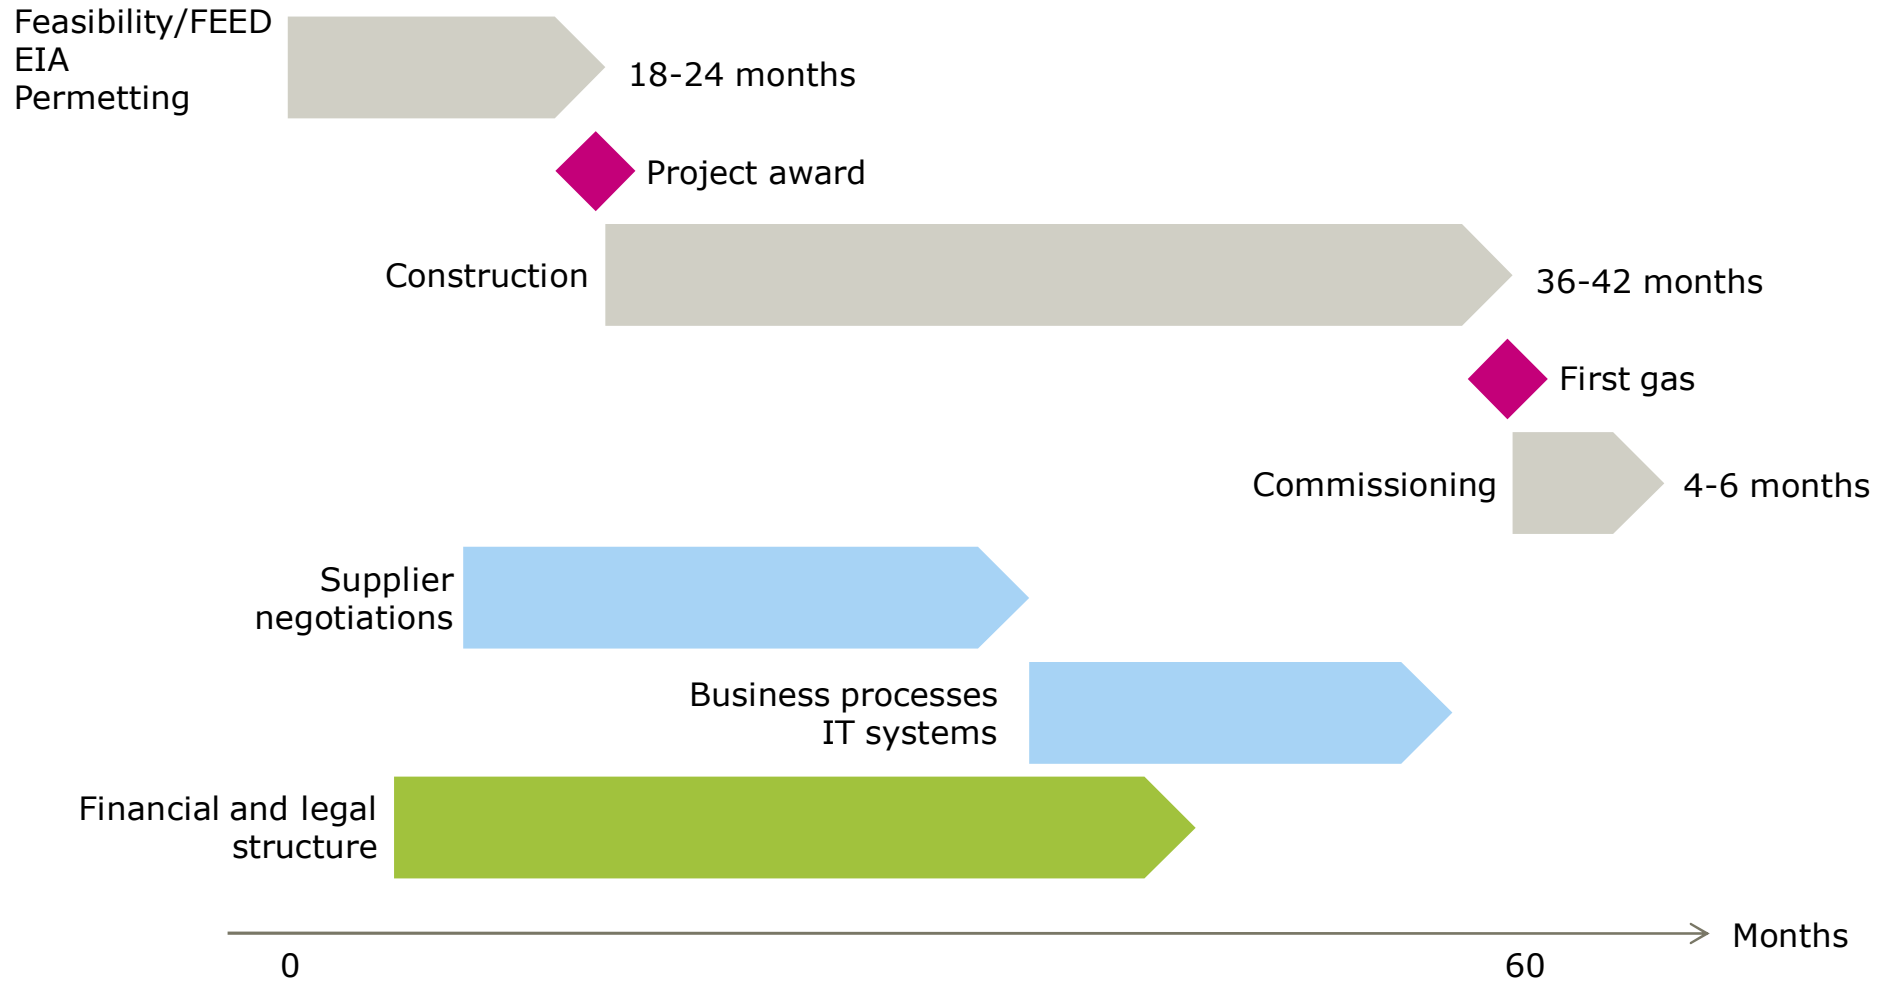 Feasibility/FEED
EIA
Permetting
18-24 months
Project award
Construction
36-42 months
First gas
Commissioning
4-6 months
Supplier
negotiations
Business processes
IT systems
Financial and legal
structure
Months
0
60